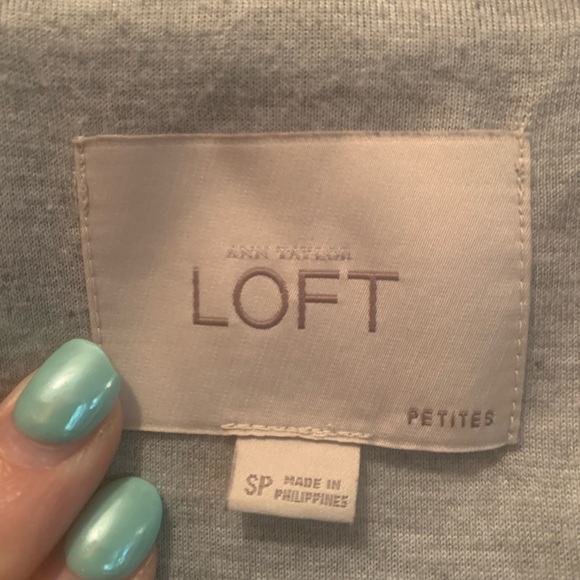 ANN TAYLOR
LOFT
PETITES
SP MADE IN
PHILIPPINES